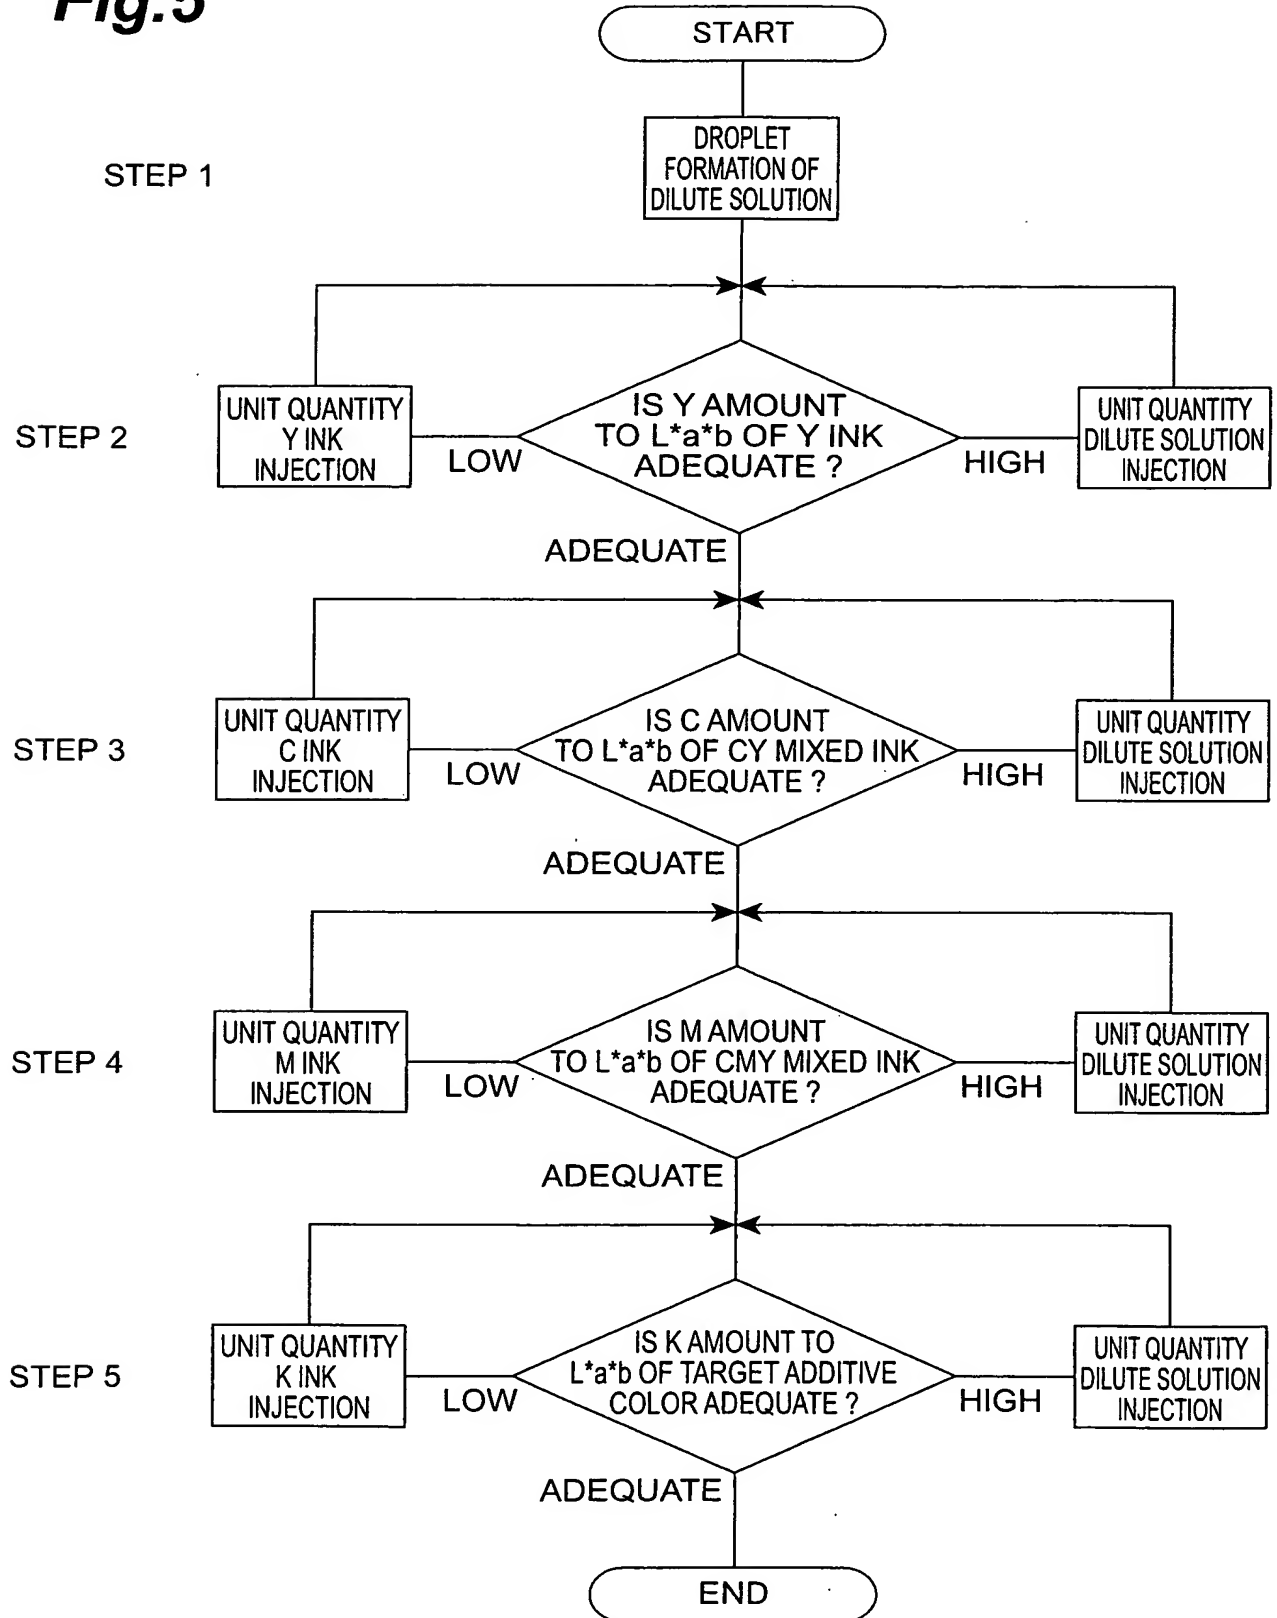 Fig.5
START
STEP 1
DROPLET
FORMATION OF
DILUTE SOLUTION
STEP 2
UNIT QUANTITY
Y INK
INJECTION
LOW
IS Y AMOUNT
TO L*a*b OF Y INK
ADEQUATE ?
HIGH
UNIT QUANTITY
DILUTE SOLUTION
INJECTION
ADEQUATE
STEP 3
UNIT QUANTITY
C INK
INJECTION
LOW
IS C AMOUNT
TO L*a*b OF CY MIXED INK
ADEQUATE ?
HIGH
UNIT QUANTITY
DILUTE SOLUTION
INJECTION
ADEQUATE
STEP 4
UNIT QUANTITY
M INK
INJECTION
LOW
IS M AMOUNT
TO L*a*b OF CMY MIXED INK
ADEQUATE ?
HIGH
UNIT QUANTITY
DILUTE SOLUTION
INJECTION
ADEQUATE
STEP 5
UNIT QUANTITY
K INK
INJECTION
LOW
IS K AMOUNT TO
L*a*b OF TARGET ADDITIVE
COLOR ADEQUATE ?
HIGH
UNIT QUANTITY
DILUTE SOLUTION
INJECTION
ADEQUATE
END